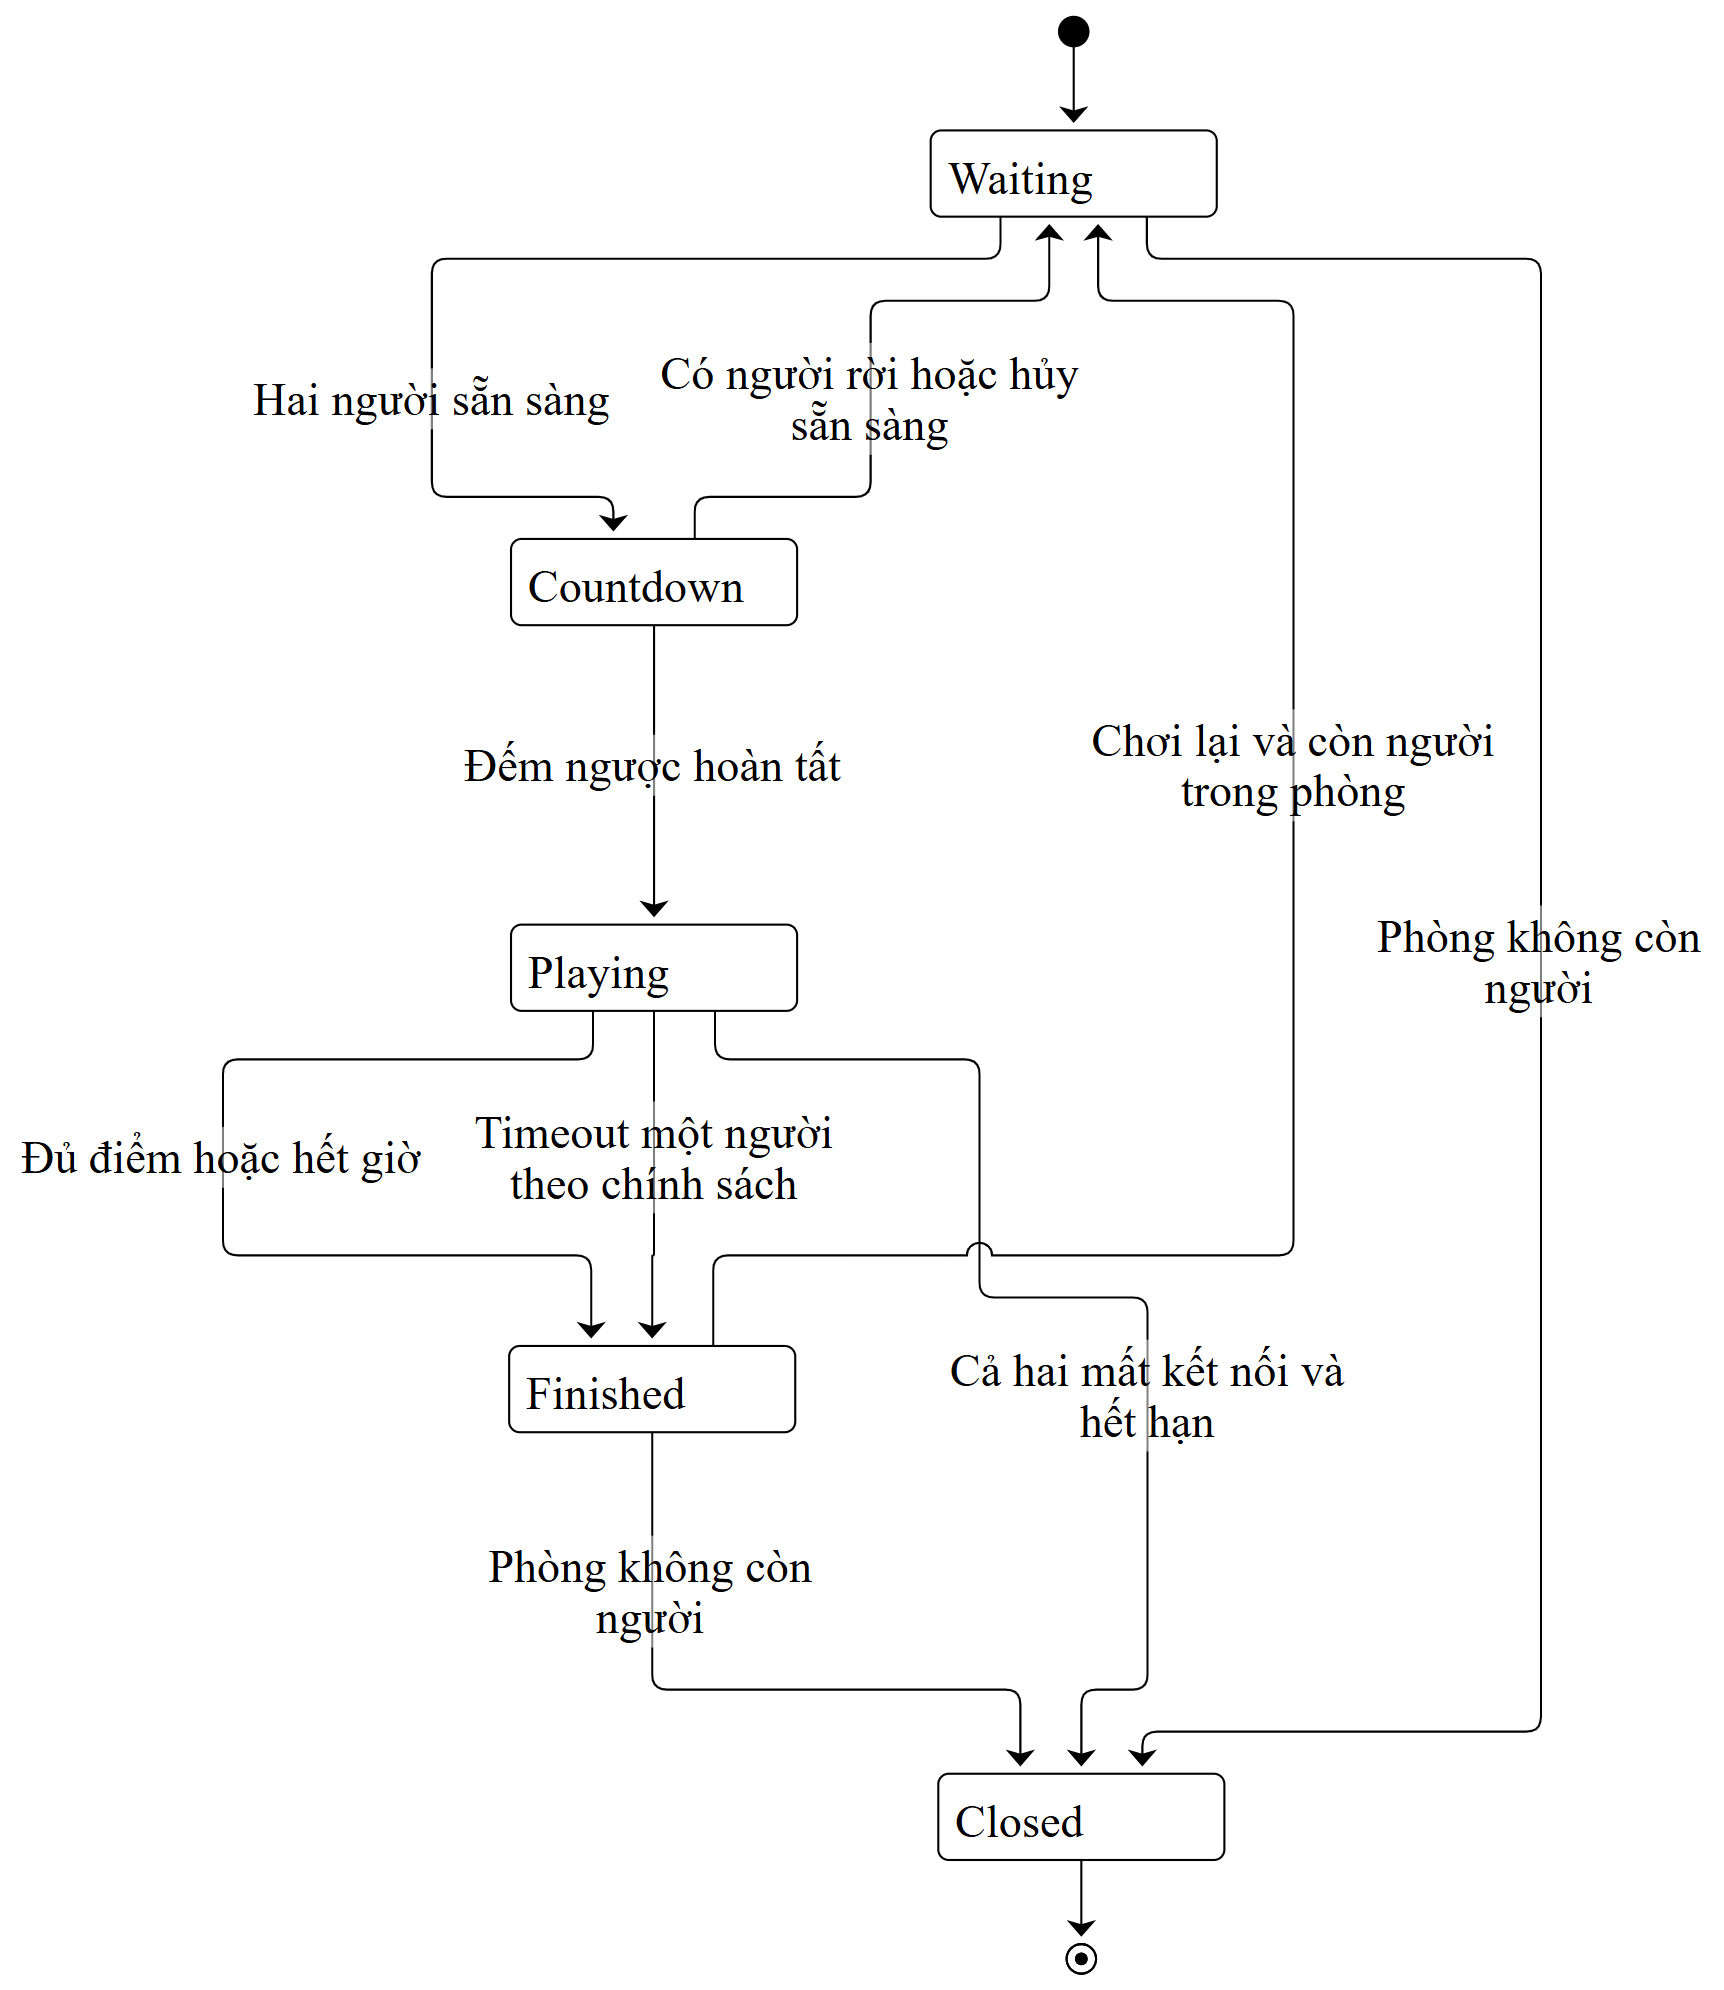 Waiting
Hai người sẵn sàng
Có người rời hoặc hủy
sẵn sàng
Countdown
Đếm ngược hoàn tất
Chơi lại và còn người
trong phòng
Phòng không còn
người
Playing
Đủ điểm hoặc hết giờ
Timeout một người
theo chính sách
Finished
Cả hai mất kết nối và
hết hạn
Phòng không còn
người
Closed